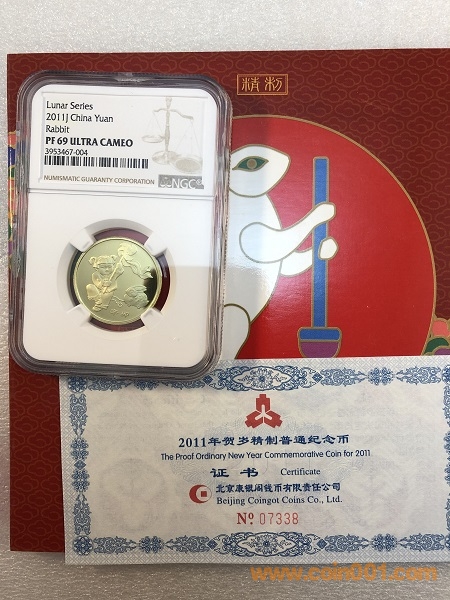 精制
Lunar Series
2011J China Yuan
Rabbit
PF 69 ULTRA CAMEO
3953467-004
NUMISMATIC GUARANTY CORPORATION
NGC
2011年贺岁精制普通纪念币
The Proof Ordinary New Year Commemorative Coin for 2011
证书 Certificate
北京康银阁钱币有限责任公司
Beijing Coingot Coins Co., Ltd.
Nº 07338
www.coin001.com